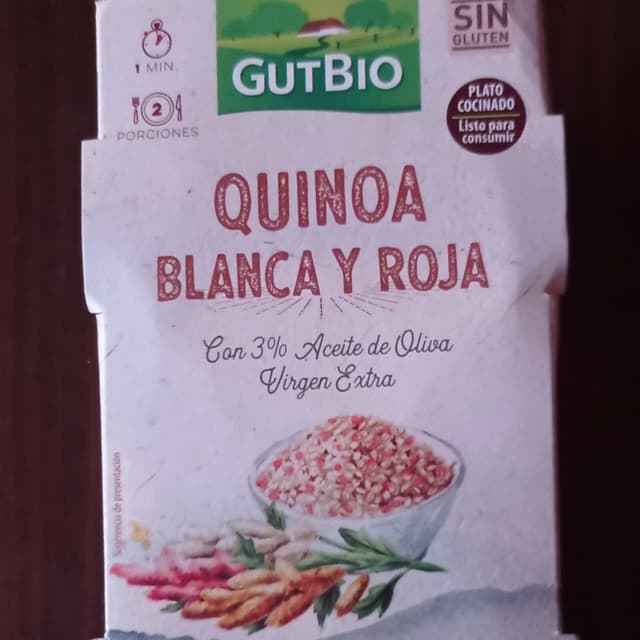 1 MIN.
2
PORCIONES
GUTBIO
SIN
GLUTEN
PLATO
COCINADO
Listo para
consumir
QUINOA
BLANCA Y ROJA
Con 3% Aceite de Oliva
Virgen Extra
Sugerencia de presentación